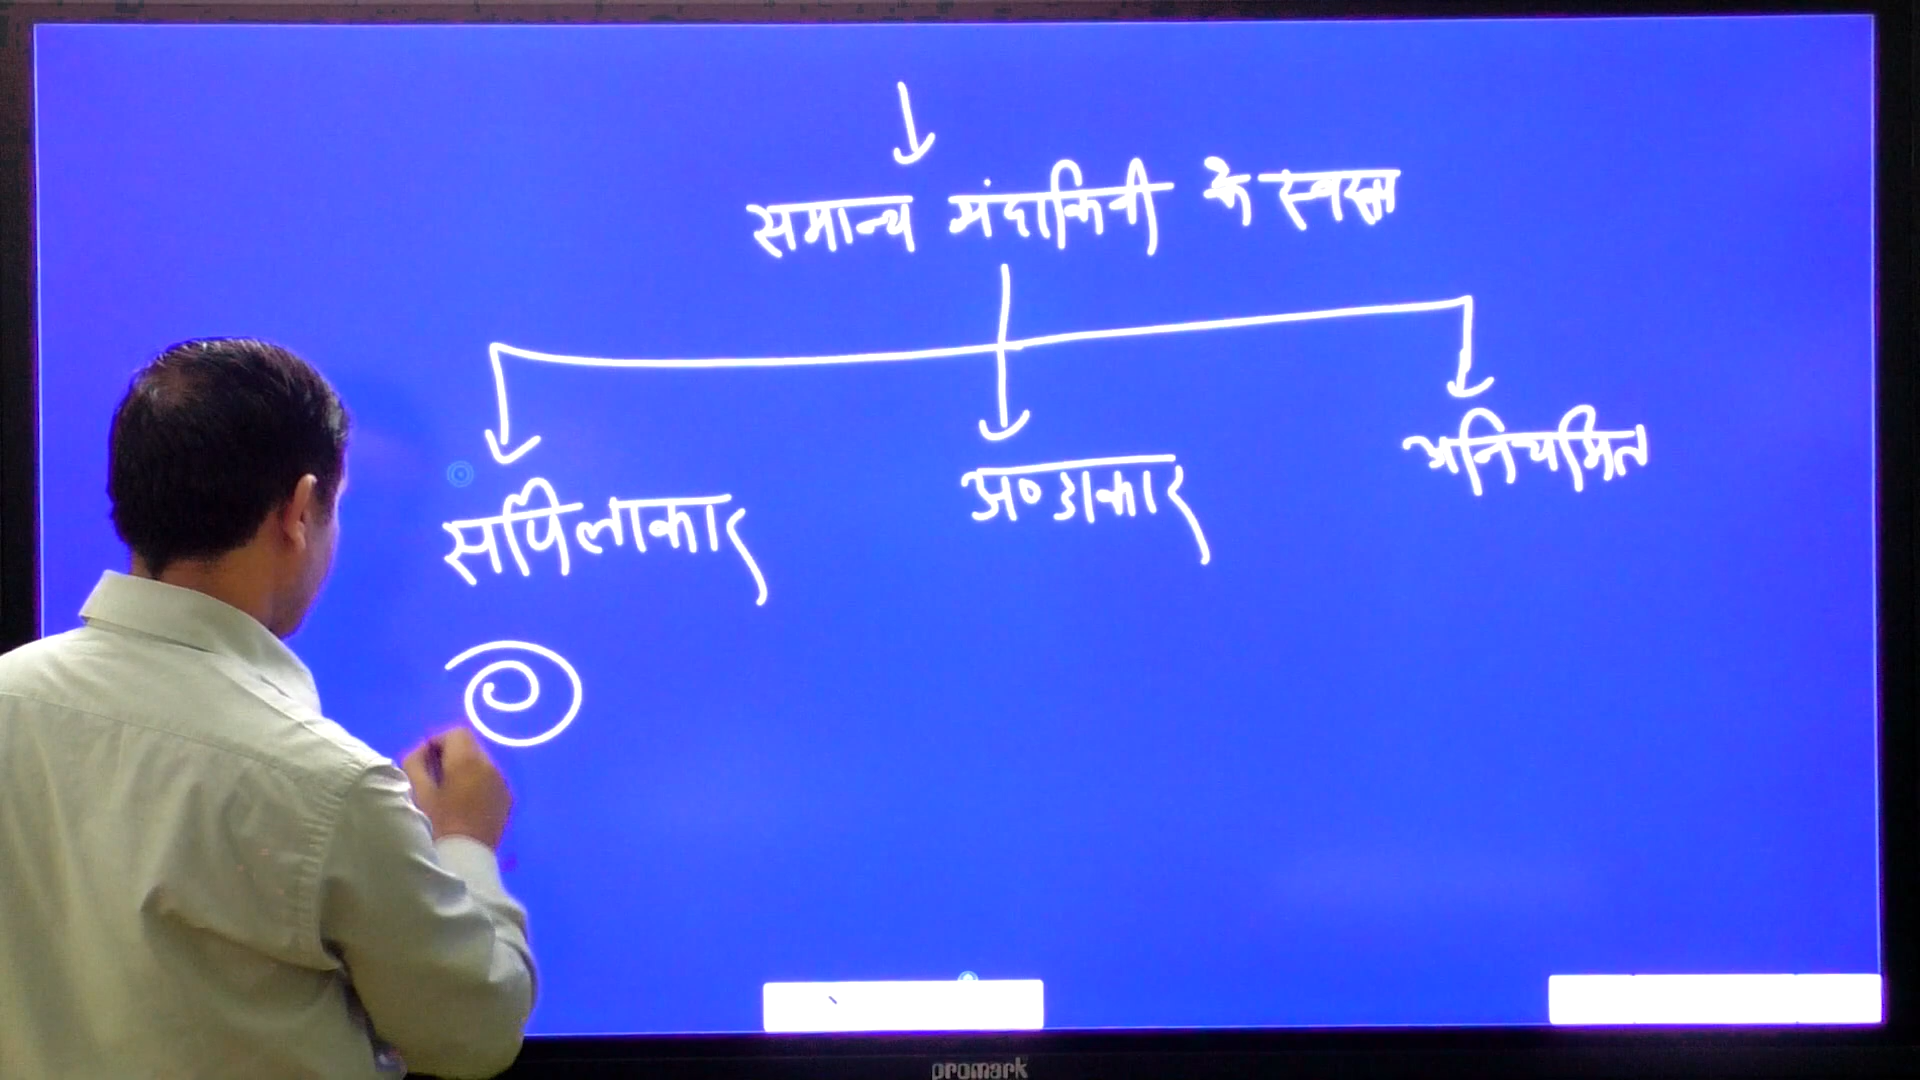 समान्य मंदाकिनी के स्वरूप
सर्पिलाकार
अण्डाकार
अनियमित
promark